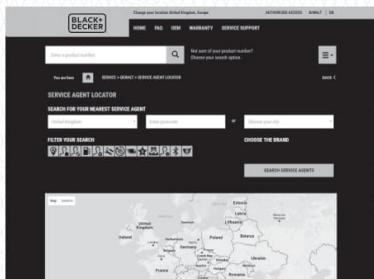 Change your location: United Kingdom, Europe
AUTHORISED ACCESS
DEWALT
GB
BLACK+
DECKER
HOME FAQ OEM WARRANTY SERVICE SUPPORT
Enter a product number
Not sure of your product number?
Choose your search option.
You are here
SERVICE > DEWALT > SERVICE AGENT LOCATOR
BACK
SERVICE AGENT LOCATOR
SEARCH FOR YOUR NEAREST SERVICE AGENT
United Kingdom
Enter postcode
or
Choose your city
FILTER YOUR SEARCH
CHOOSE THE BRAND
SEARCH SERVICE AGENTS
Map Satellite
Estonia
Latvia
Lithuania
United Kingdom
Ireland
Poland
Belarus
Germany
Ukraine
France
Romania